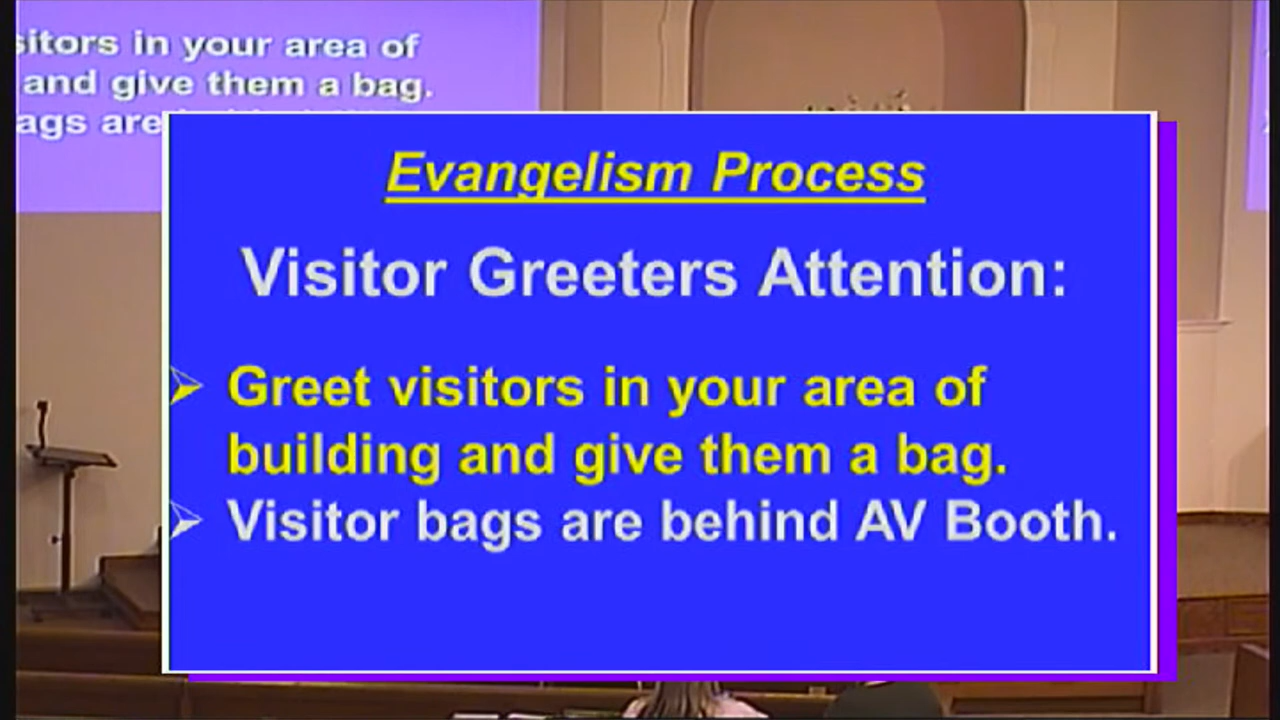 sitors in your area of
and give them a bag.
ags are
Evangelism Process
Visitor Greeters Attention:
➢ Greet visitors in your area of
building and give them a bag.
➢ Visitor bags are behind AV Booth.